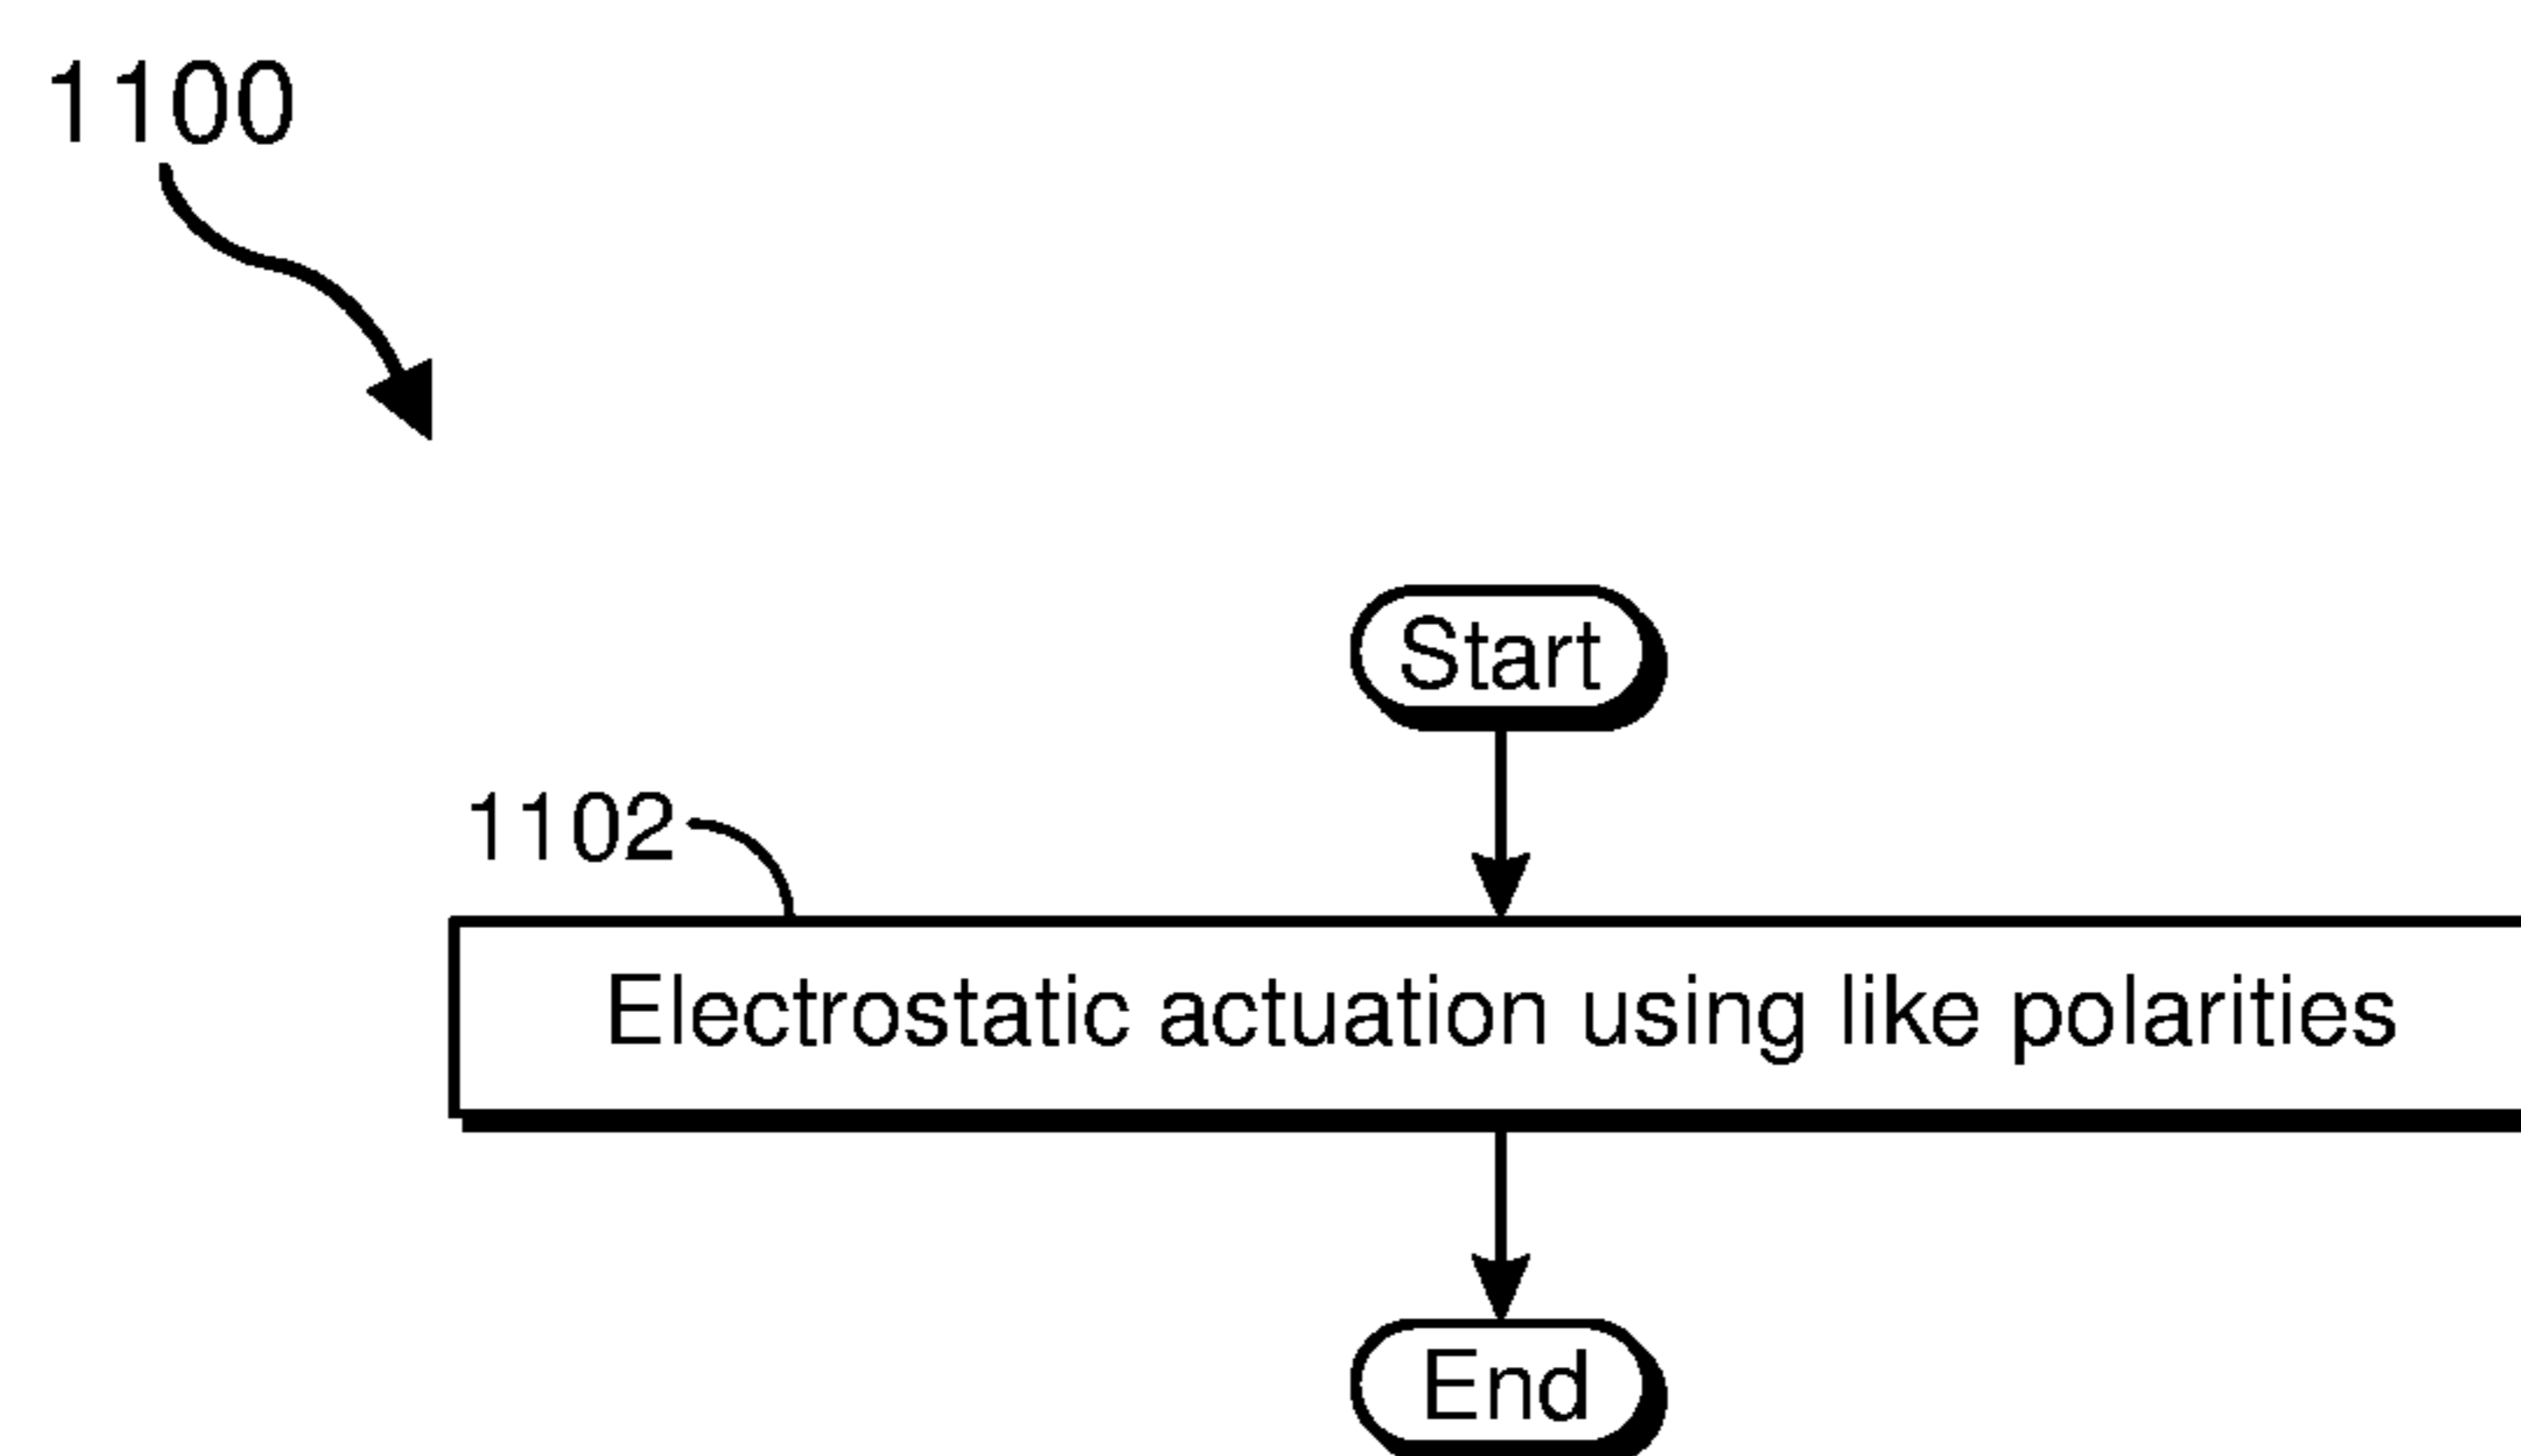 1100
Start
1102
Electrostatic actuation using like polarities
End